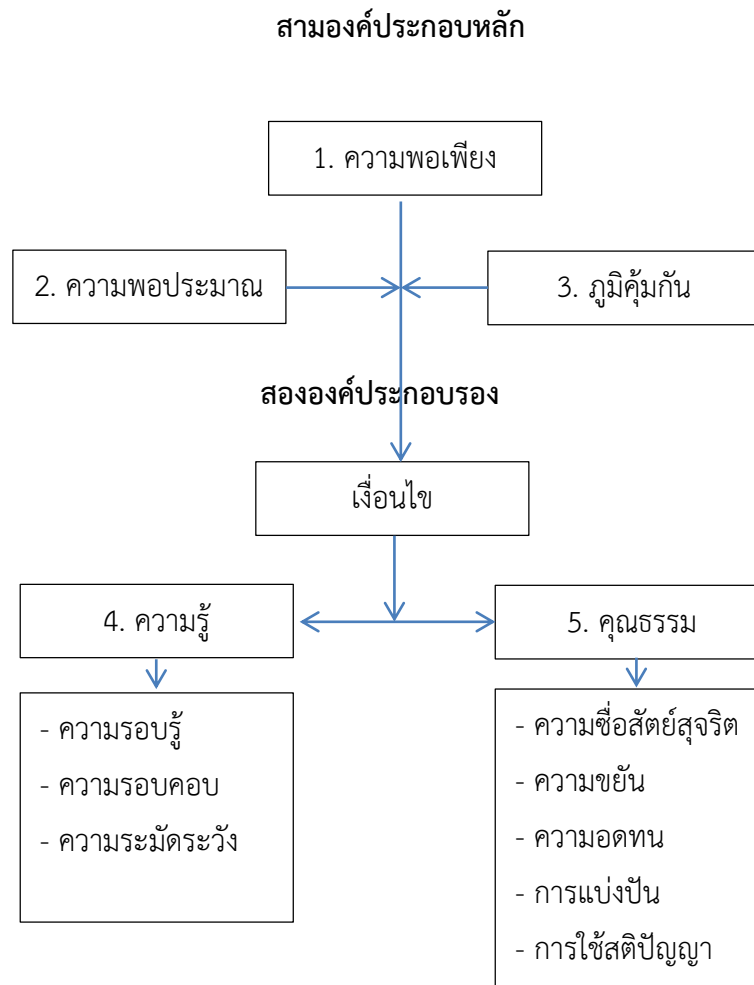 สามองค์ประกอบหลัก
1. ความพอเพียง
2. ความพอประมาณ
3. ภูมิคุ้มกัน
สององค์ประกอบรอง
เงื่อนไข
4. ความรู้
5. คุณธรรม
- ความรอบรู้
- ความรอบคอบ
- ความระมัดระวัง
- ความซื่อสัตย์สุจริต
- ความขยัน
- ความอดทน
- การแบ่งปัน
- การใช้สติปัญญา